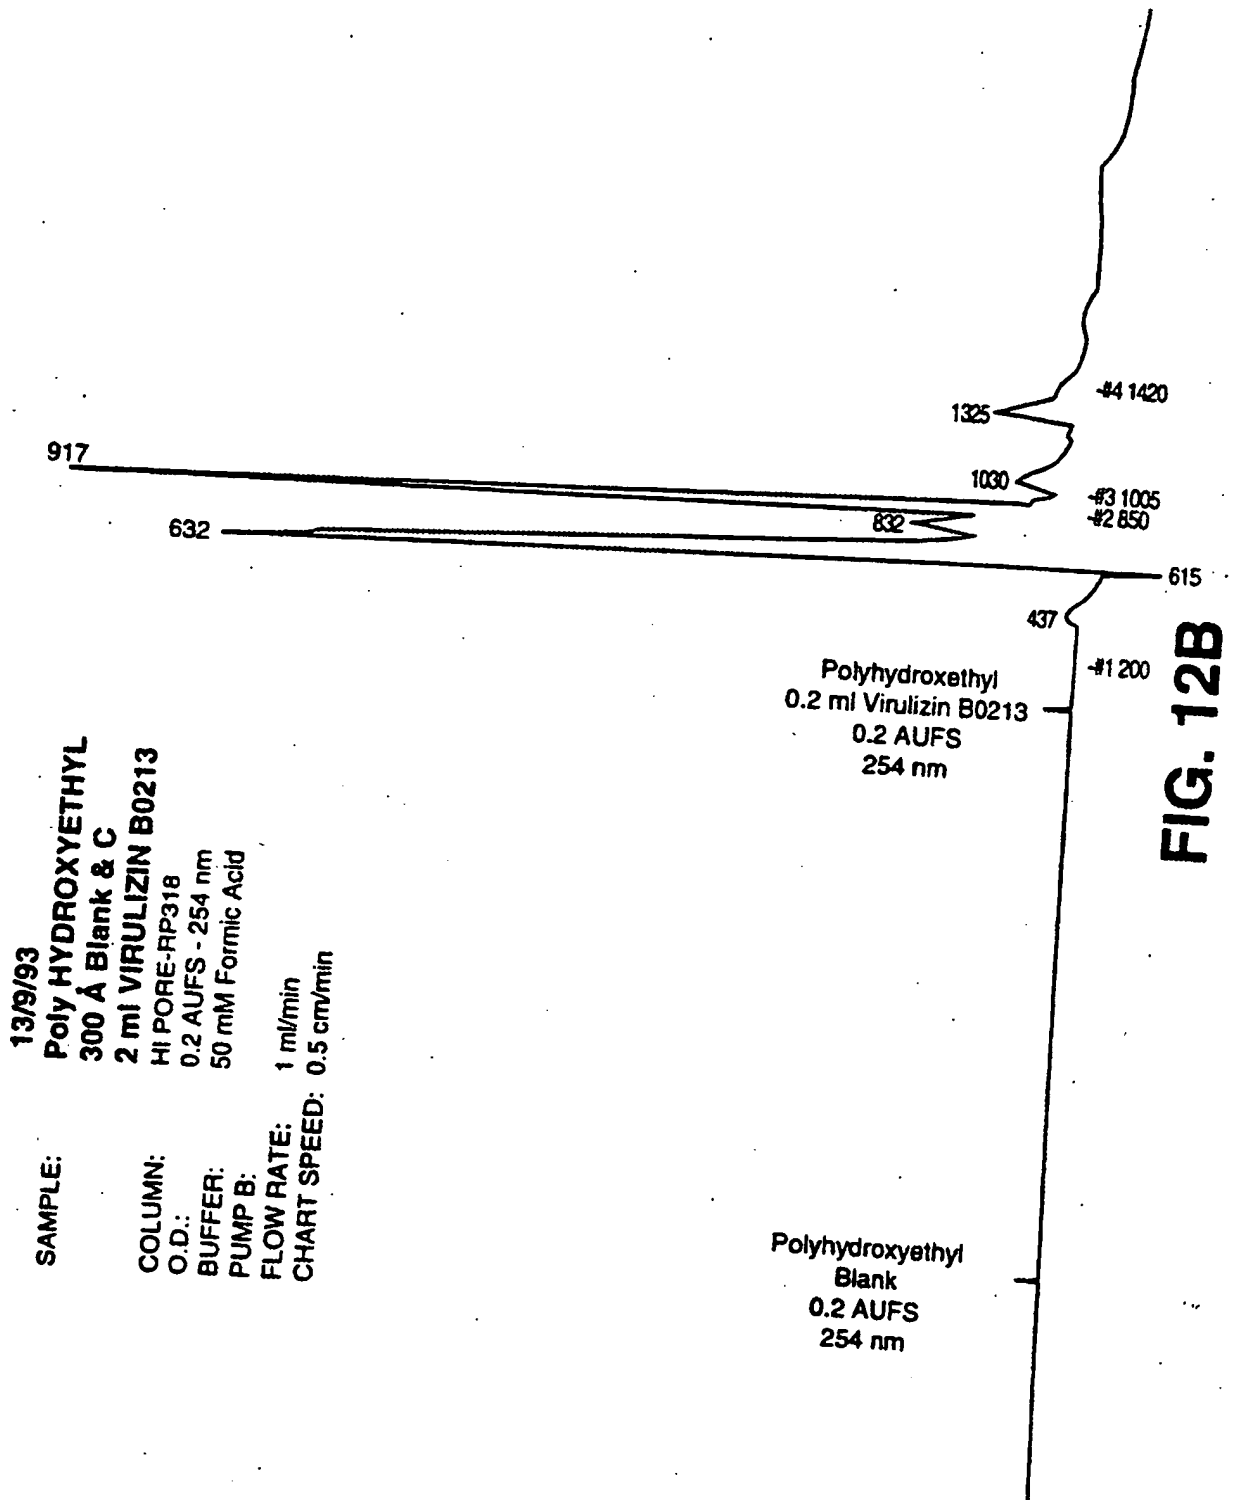 13/9/93
SAMPLE: Poly HYDROXYETHYL
300 Å Blank & C
2 ml VIRULIZIN B0213
COLUMN: HI PORE-RP318
O.D.: 0.2 AUFS - 254 nm
BUFFER: 50 mM Formic Acid
PUMP B:
FLOW RATE: 1 ml/min
CHART SPEED: 0.5 cm/min
-#4 1420
1325
917
1030
-#3 1005
-#2 850
832
632
615
437
-#1 200
Polyhydroxethyl
0.2 ml Virulizin B0213
0.2 AUFS
254 nm
Polyhydroxyethyl
Blank
0.2 AUFS
254 nm
FIG. 12B